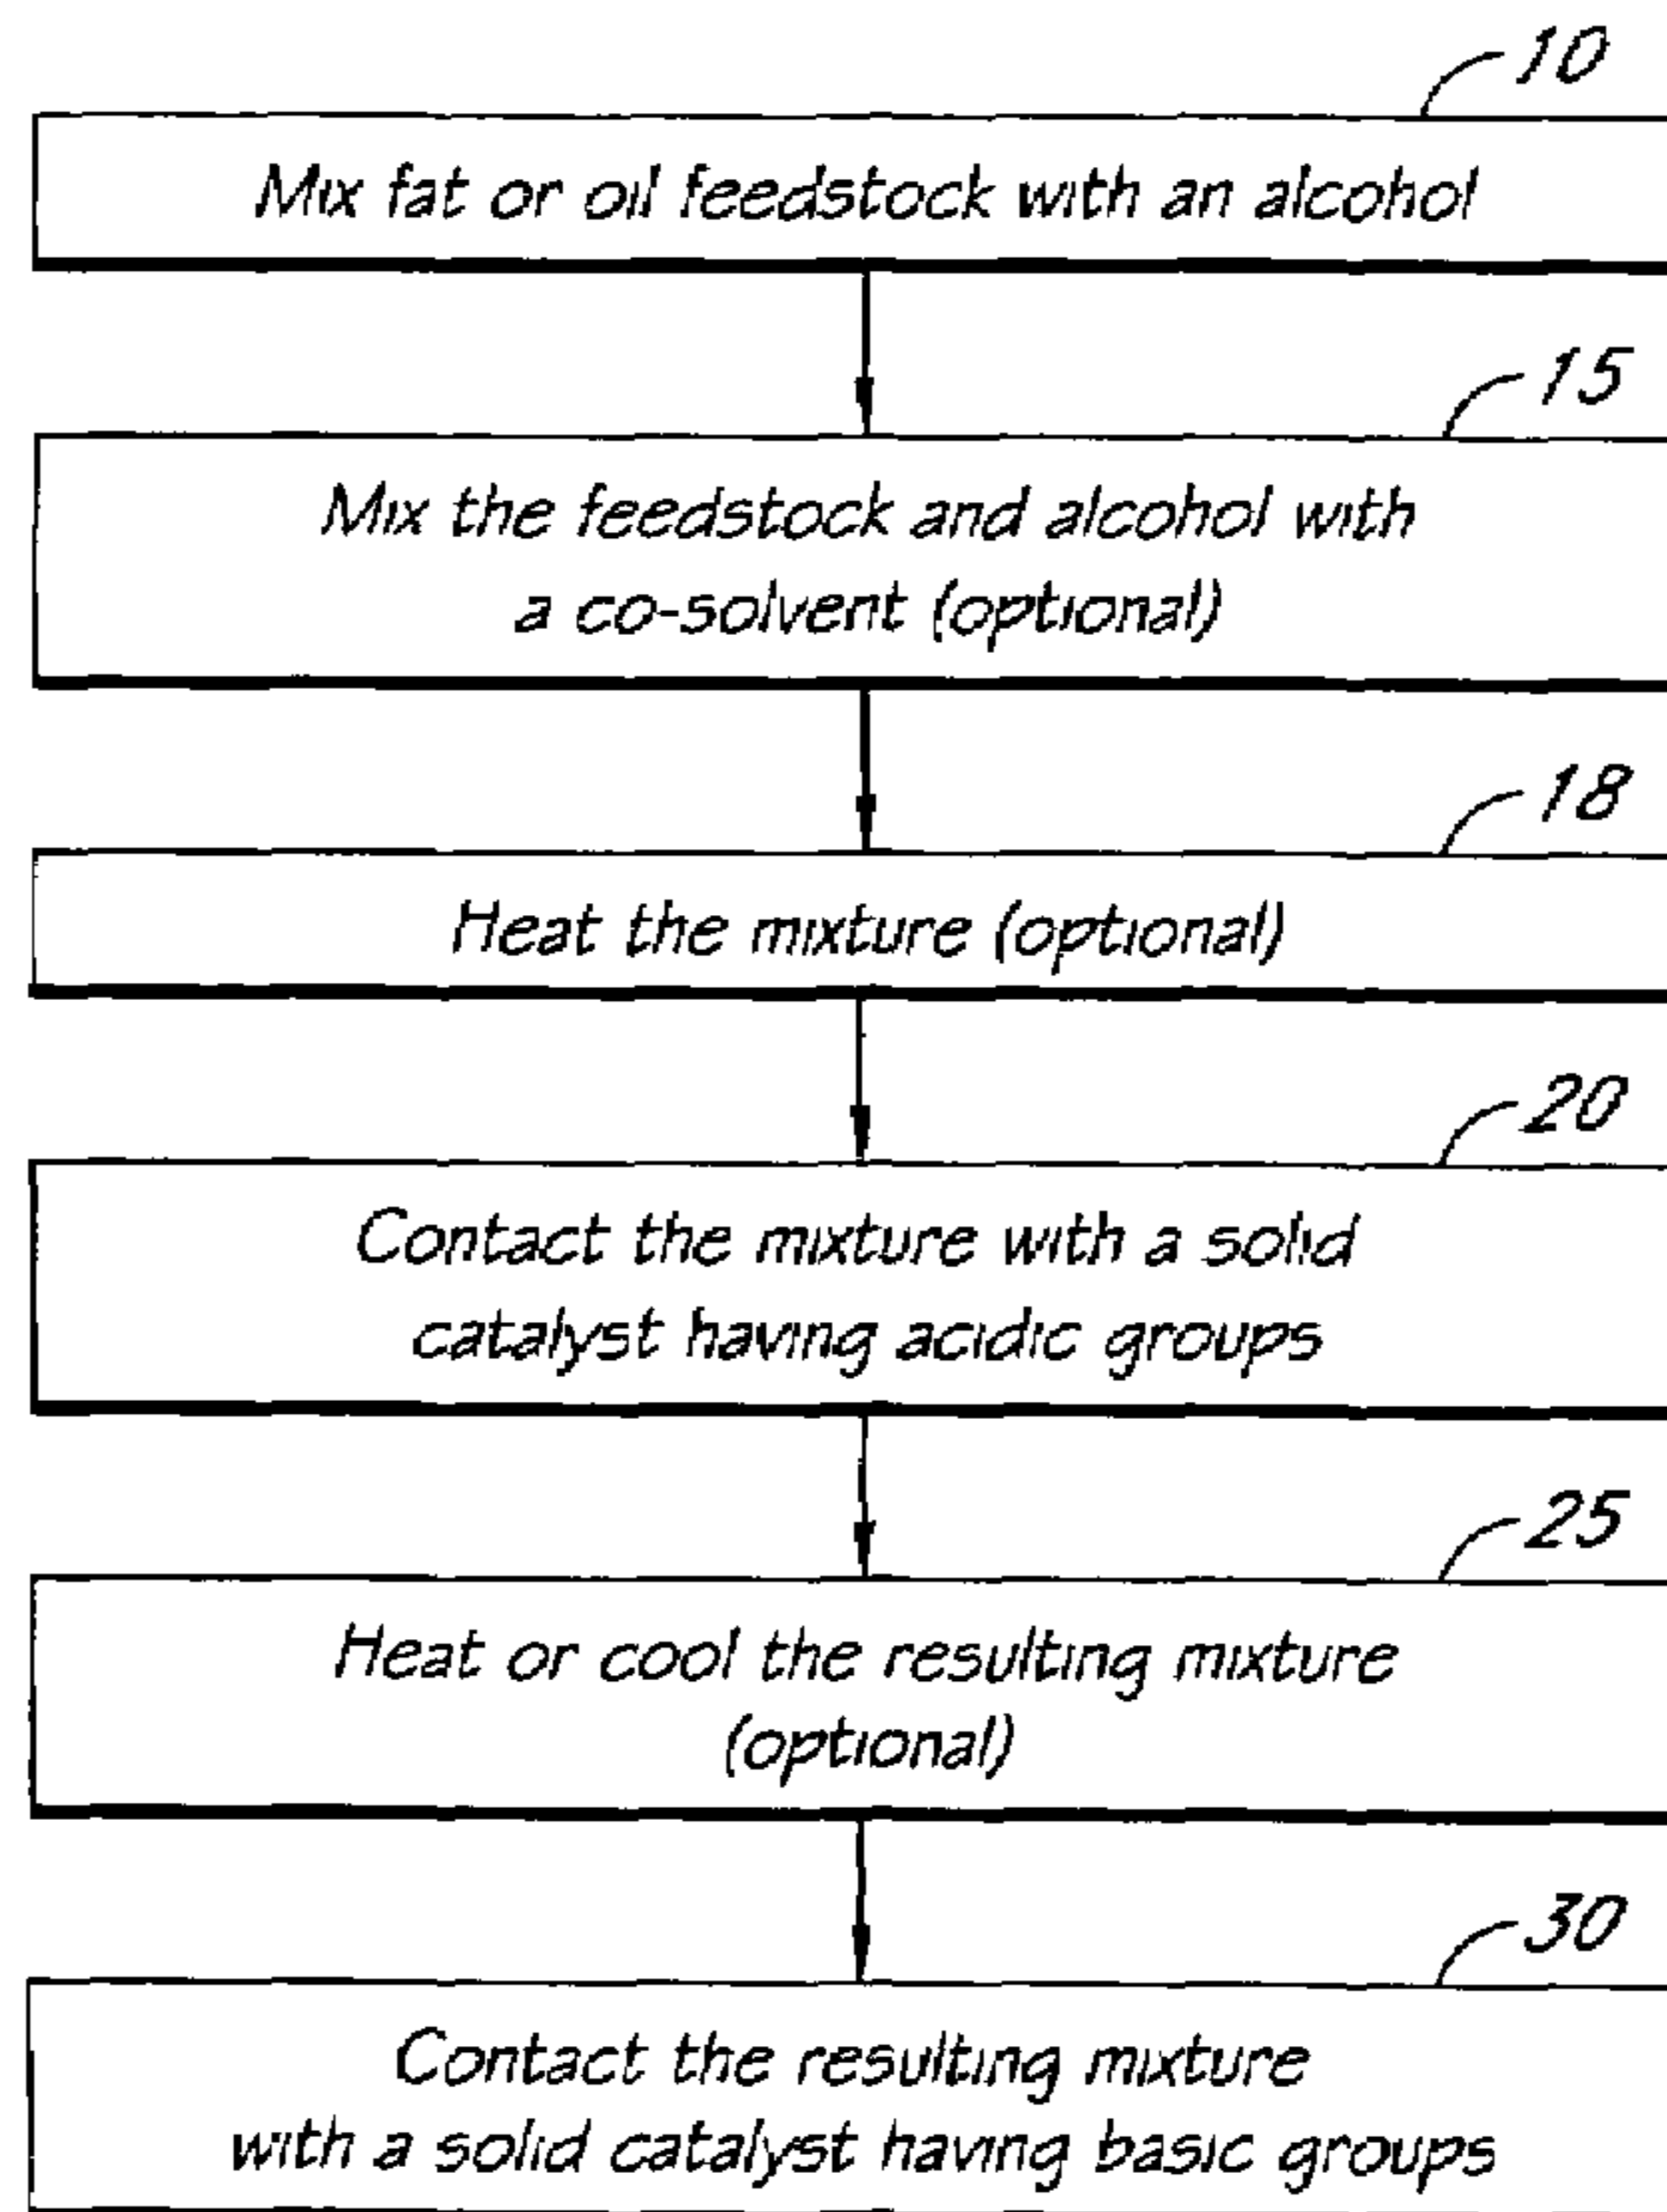 10
Mix fat or oil feedstock with an alcohol
15
Mix the feedstock and alcohol with
a co-solvent (optional)
18
Heat the mixture (optional)
20
Contact the mixture with a solid
catalyst having acidic groups
25
Heat or cool the resulting mixture
(optional)
30
Contact the resulting mixture
with a solid catalyst having basic groups